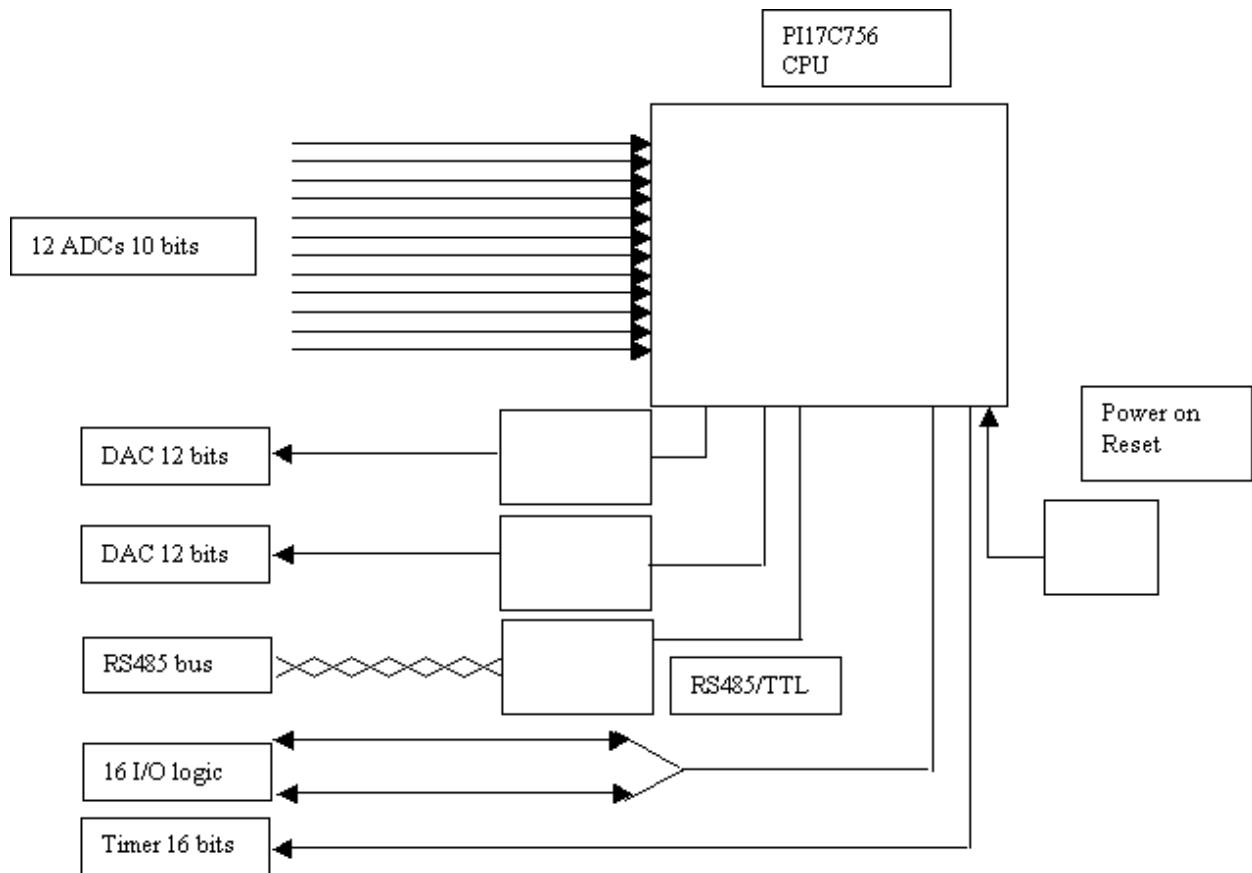 PI17C756
CPU
12 ADCs 10 bits
Power on
Reset
DAC 12 bits
DAC 12 bits
RS485 bus
RS485/TTL
16 I/O logic
Timer 16 bits